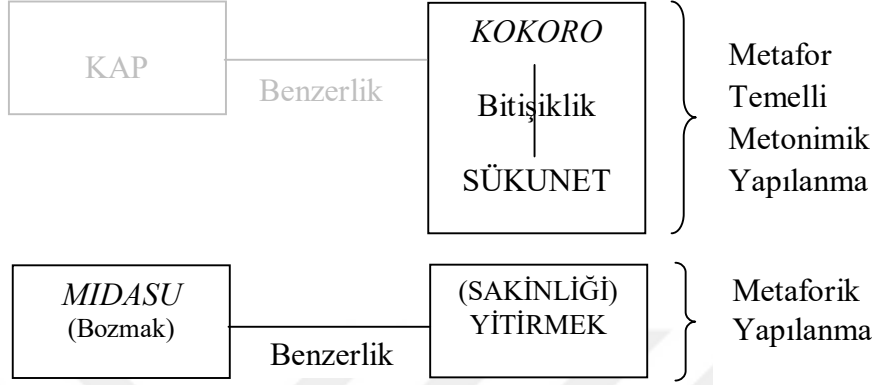 KAP
Benzerlik
KOKORO
Bitişiklik
SÜKUNET
Metafor
Temelli
Metonimik
Yapılanma
MIDASU
(Bozmak)
Benzerlik
(SAKİNLİĞİ)
YİTİRMEK
Metaforik
Yapılanma